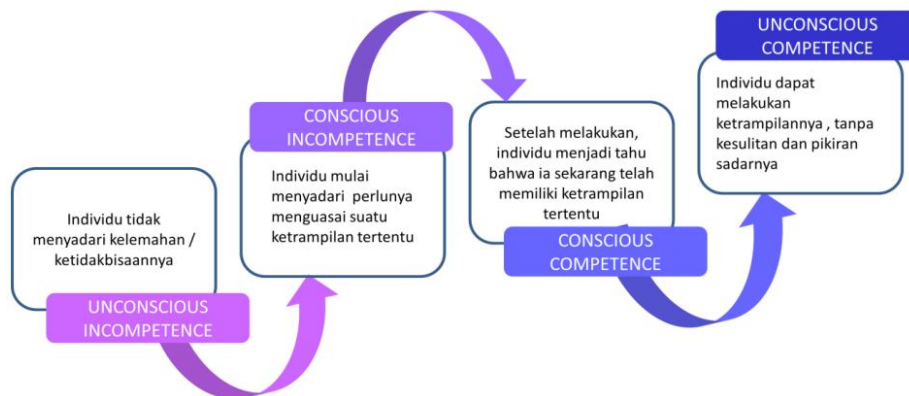 Individu tidak
menyadari kelemahan /
ketidakbisaannya
UNCONSCIOUS
INCOMPETENCE
CONSCIOUS
INCOMPETENCE
Individu mulai
menyadari perlunya
menguasai suatu
ketrampilan tertentu
Setelah melakukan,
individu menjadi tahu
bahwa ia sekarang telah
memiliki ketrampilan
tertentu
CONSCIOUS
COMPETENCE
UNCONSCIOUS
COMPETENCE
Individu dapat
melakukan
ketrampilannya , tanpa
kesulitan dan pikiran
sadarnya